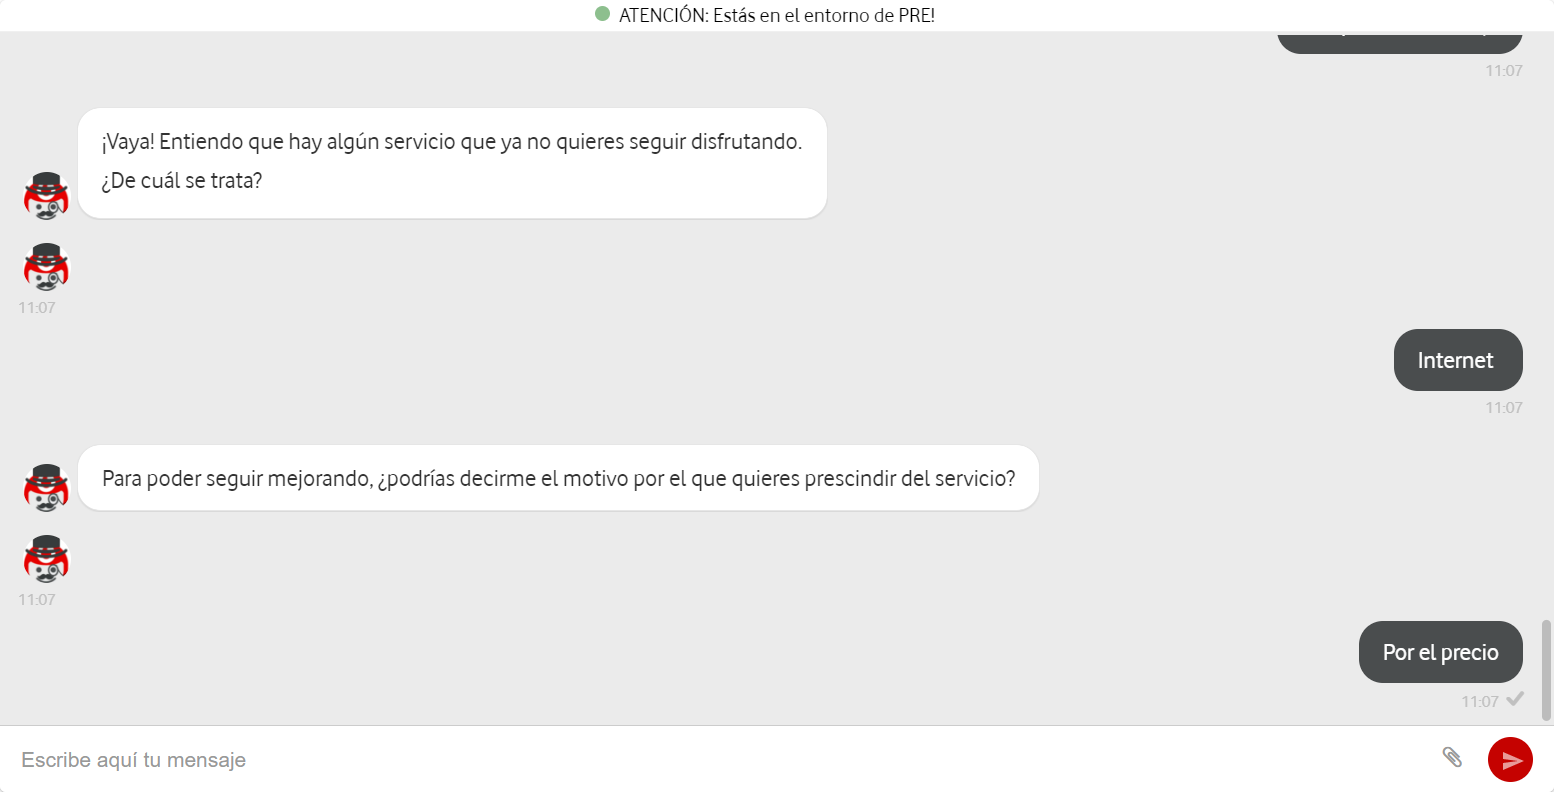 ATENCIÓN: Estás en el entorno de PRE!
11:07
¡Vaya! Entiendo que hay algún servicio que ya no quieres seguir disfrutando.
¿De cuál se trata?
11:07
Internet
11:07
Para poder seguir mejorando, ¿podrías decirme el motivo por el que quieres prescindir del servicio?
11:07
Por el precio
11:07
Escribe aquí tu mensaje